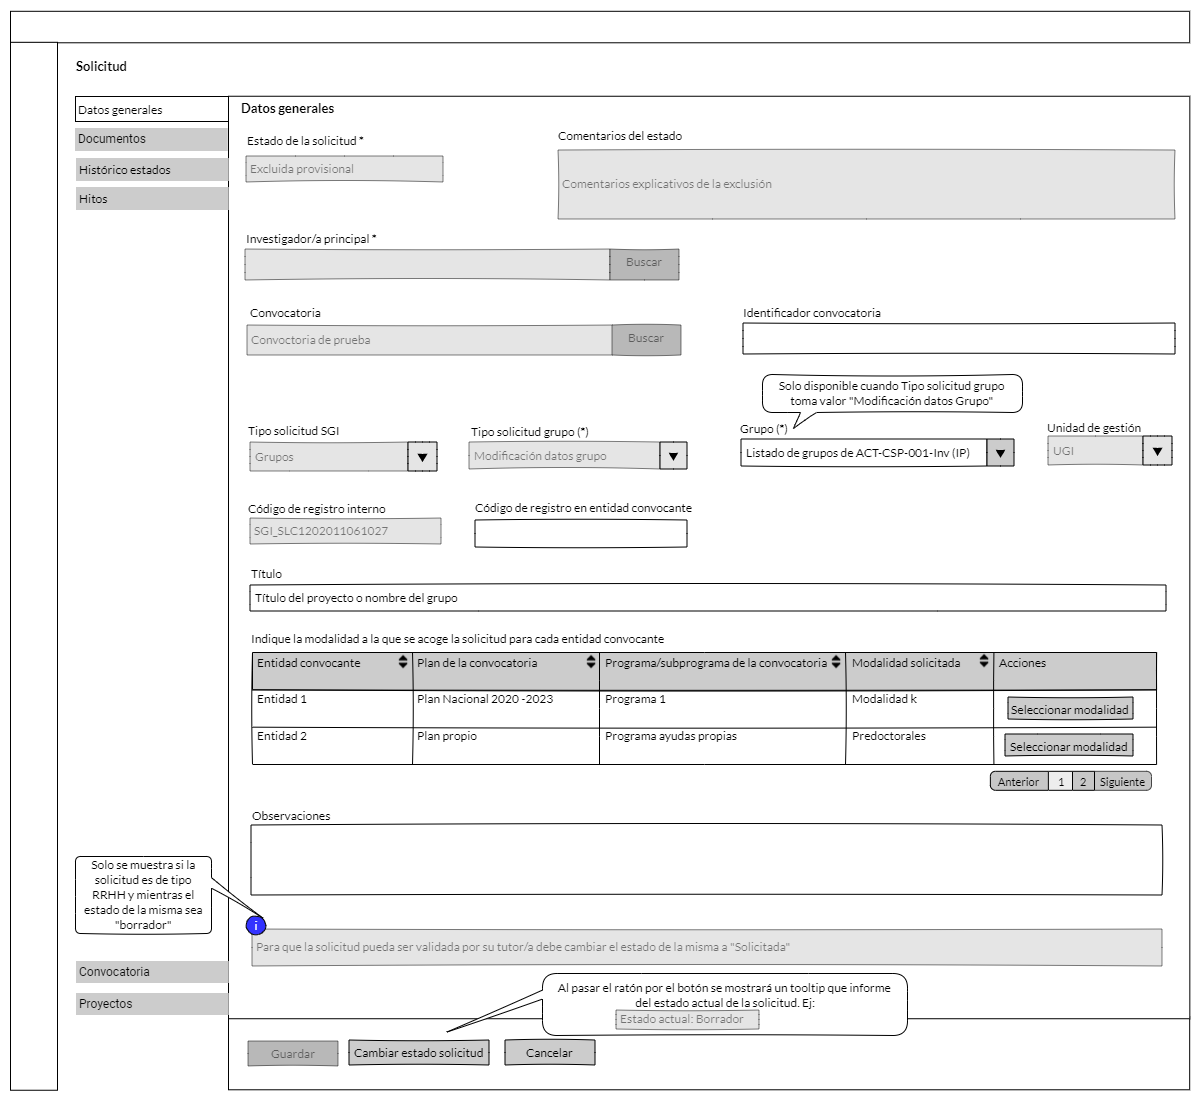 Solicitud
Datos generales
Documentos
Histórico estados
Hitos
Datos generales
Estado de la solicitud *
Excluida provisional
Comentarios del estado
Comentarios explicativos de la exclusión
Investigador/a principal *
Buscar
Convocatoria
Convoctoria de prueba
Buscar
Identificador convocatoria
Solo disponible cuando Tipo solicitud grupo
toma valor "Modificación datos Grupo"
Tipo solicitud SGI
Grupos
Tipo solicitud grupo (*)
Modificación datos grupo
Grupo (*)
Listado de grupos de ACT-CSP-001-Inv (IP)
Unidad de gestión
UGI
Código de registro interno
SGI_SLC1202011061027
Código de registro en entidad convocante
Título
Título del proyecto o nombre del grupo
Indique la modalidad a la que se acoge la solicitud para cada entidad convocante
Entidad convocante Plan de la convocatoria Programa/subprograma de la convocatoria Modalidad solicitada Acciones
Entidad 1 Plan Nacional 2020 -2023 Programa 1 Modalidad k Seleccionar modalidad
Entidad 2 Plan propio Programa ayudas propias Predoctorales Seleccionar modalidad
Anterior 1 2 Siguiente
Observaciones
Solo se muestra si la
solicitud es de tipo
RRHH y mientras el
estado de la misma sea
"borrador"
i
Para que la solicitud pueda ser validada por su tutor/a debe cambiar el estado de la misma a "Solicitada"
Convocatoria
Proyectos
Al pasar el ratón por el botón se mostrará un tooltip que informe
del estado actual de la solicitud. Ej:
Estado actual: Borrador
Guardar
Cambiar estado solicitud
Cancelar